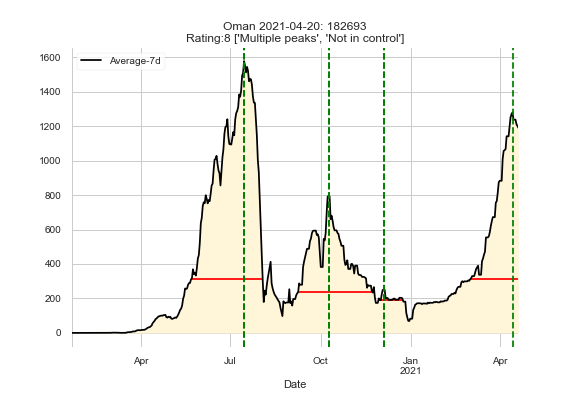 Oman 2021-04-20: 182693
Rating:8 ['Multiple peaks', 'Not in control']
1600
Average-7d
1400
1200
1000
800
600
400
200
0
Apr
Jul
Oct
Jan
2021
Apr
Date